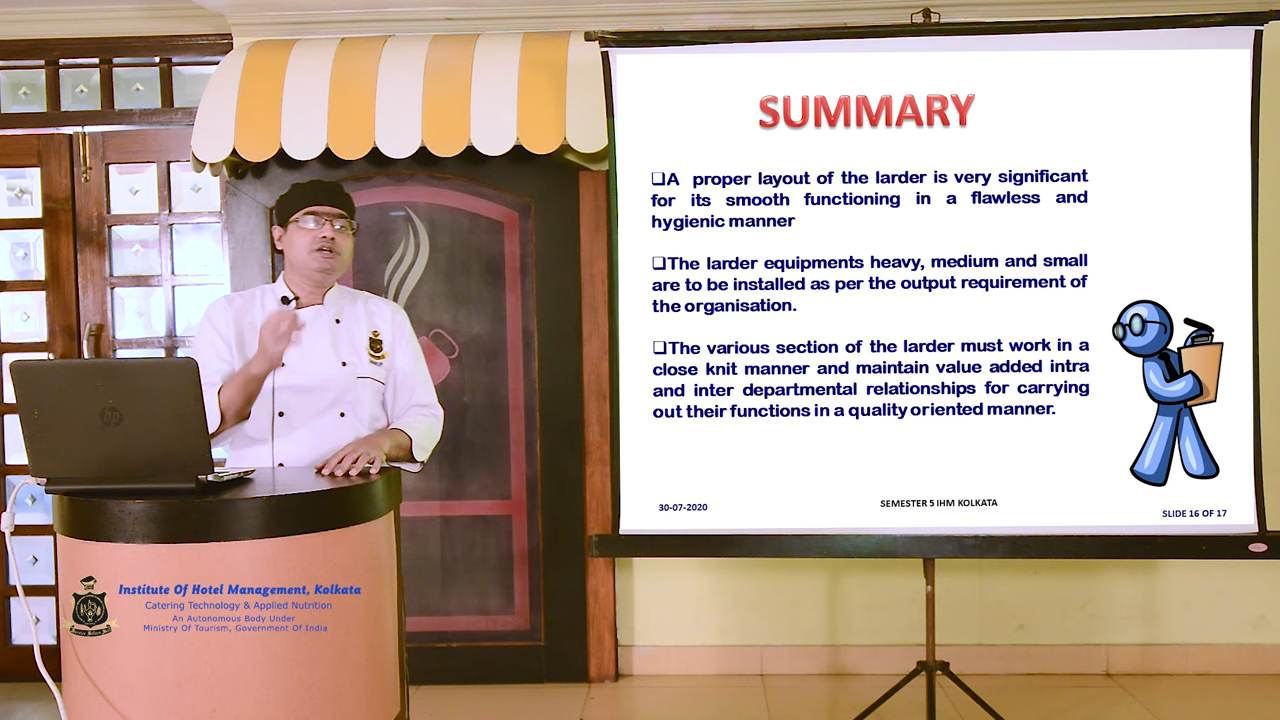 SUMMARY
❑A proper layout of the larder is very significant
for its smooth functioning in a flawless and
hygienic manner
❑The larder equipments heavy, medium and small
are to be installed as per the output requirement of
the organisation.
❑The various section of the larder must work in a
close knit manner and maintain value added intra
and inter departmental relationships for carrying
out their functions in a quality oriented manner.
30-07-2020
SEMESTER 5 IHM KOLKATA
SLIDE 16 OF 17
hp
Institute Of Hotel Management, Kolkata
Catering Technology & Applied Nutrition
An Autonomous Body Under
Ministry Of Tourism, Government Of India